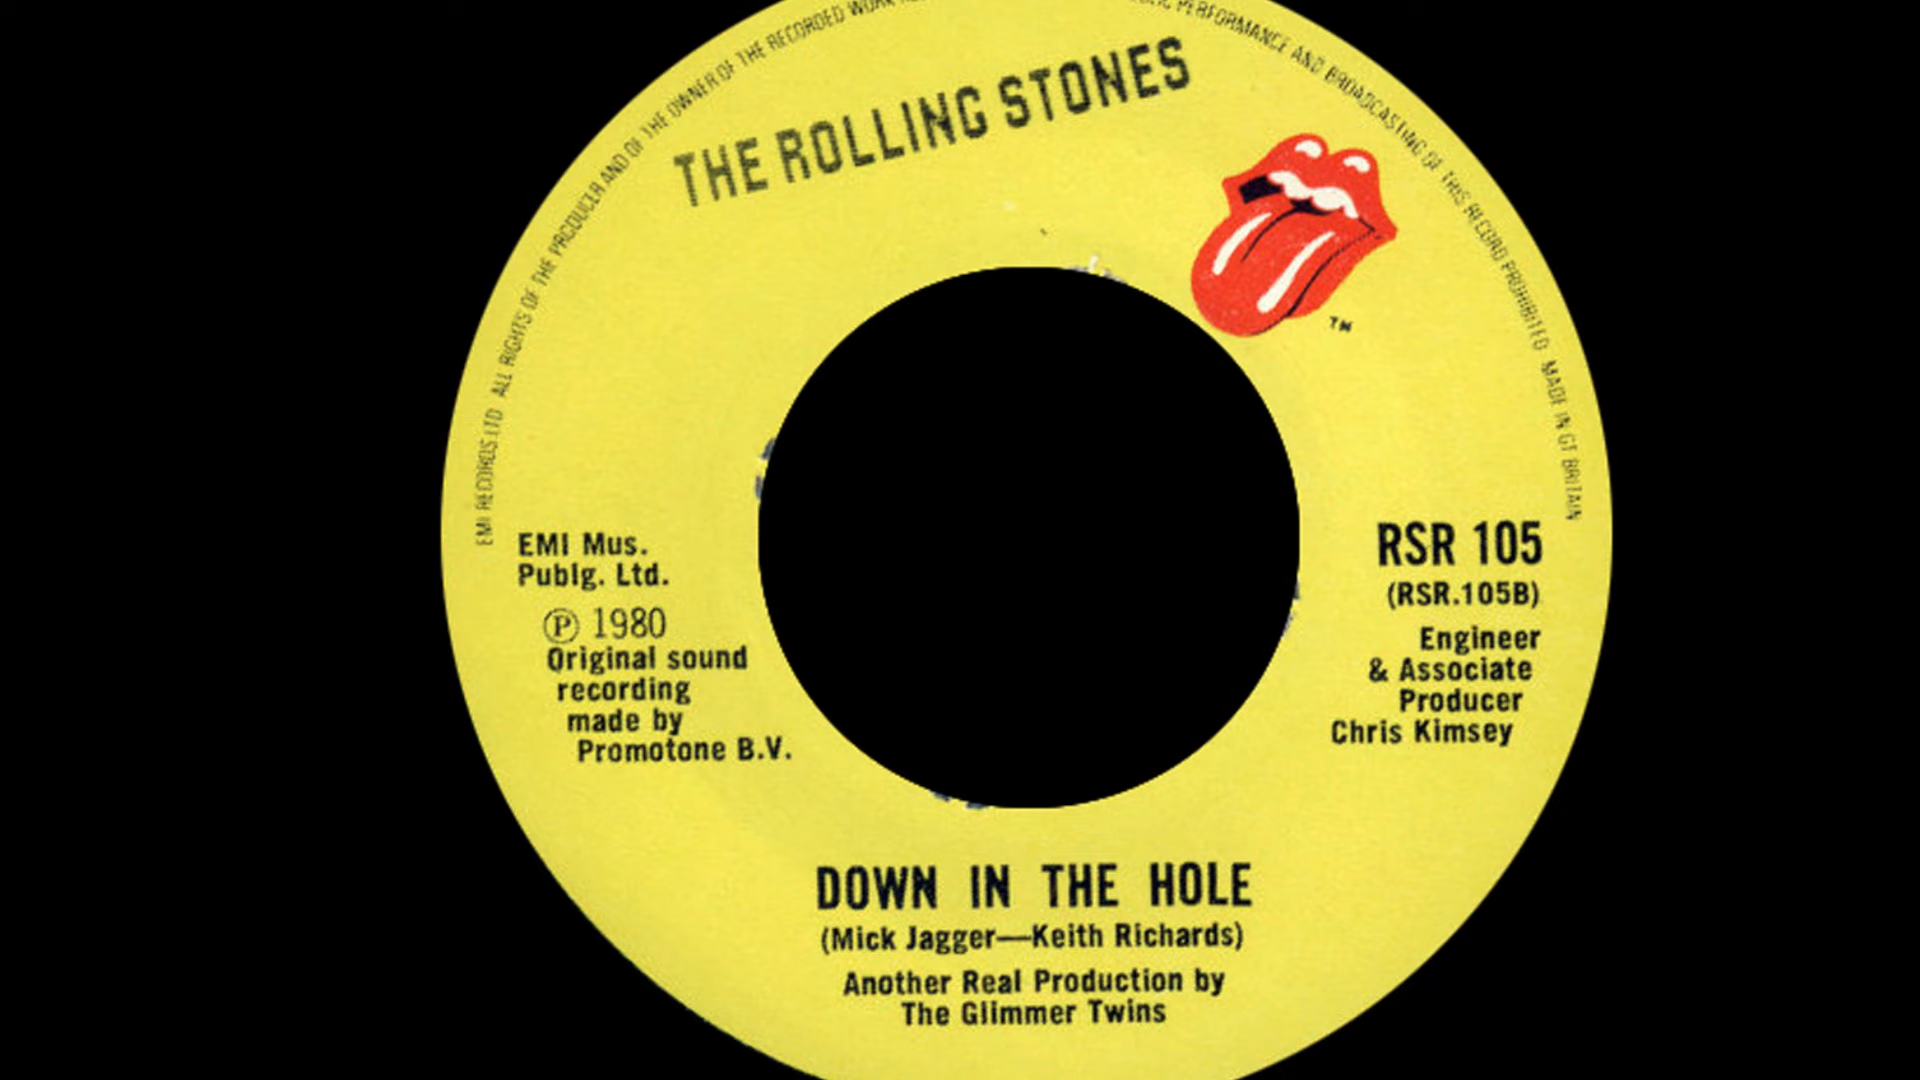 EMI RECORDS LTD ALL RIGHTS OF THE PRODUCER AND OF THE OWNER OF THE RECORDED WORK
PERFORMANCE AND BROADCASTING OF THIS RECORD PROHIBITED MADE IN GT BRITAIN
THE ROLLING STONES
TM
EMI Mus.
Publg. Ltd.
Ⓟ 1980
Original sound
recording
made by
Promotone B.V.
RSR 105
(RSR.105B)
Engineer
& Associate
Producer
Chris Kimsey
DOWN IN THE HOLE
(Mick Jagger—Keith Richards)
Another Real Production by
The Glimmer Twins